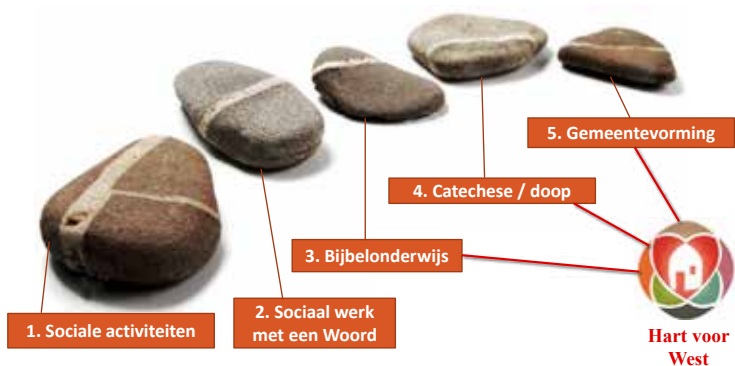 1. Sociale activiteiten
2. Sociaal werk
met een Woord
3. Bijbelonderwijs
4. Catechese / doop
5. Gemeentevorming
Hart voor
West